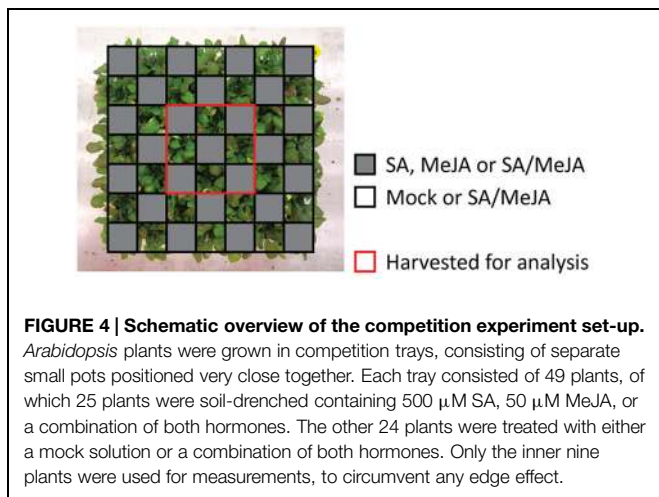 SA, MeJA or SA/MeJA
Mock or SA/MeJA
Harvested for analysis
FIGURE 4 | Schematic overview of the competition experiment set-up.
Arabidopsis plants were grown in competition trays, consisting of separate
small pots positioned very close together. Each tray consisted of 49 plants, of
which 25 plants were soil-drenched containing 500 μM SA, 50 μM MeJA, or
a combination of both hormones. The other 24 plants were treated with either
a mock solution or a combination of both hormones. Only the inner nine
plants were used for measurements, to circumvent any edge effect.